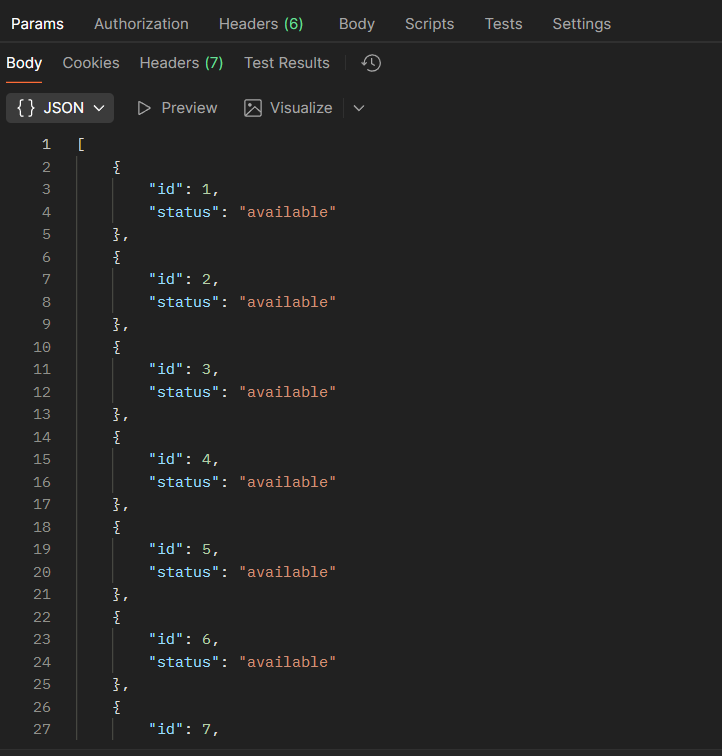 Params Authorization Headers (6) Body Scripts Tests Settings
Body Cookies Headers (7) Test Results
{} JSON Preview Visualize
1 [
2 {
3 "id": 1,
4 "status": "available"
5 },
6 {
7 "id": 2,
8 "status": "available"
9 },
10 {
11 "id": 3,
12 "status": "available"
13 },
14 {
15 "id": 4,
16 "status": "available"
17 },
18 {
19 "id": 5,
20 "status": "available"
21 },
22 {
23 "id": 6,
24 "status": "available"
25 },
26 {
27 "id": 7,